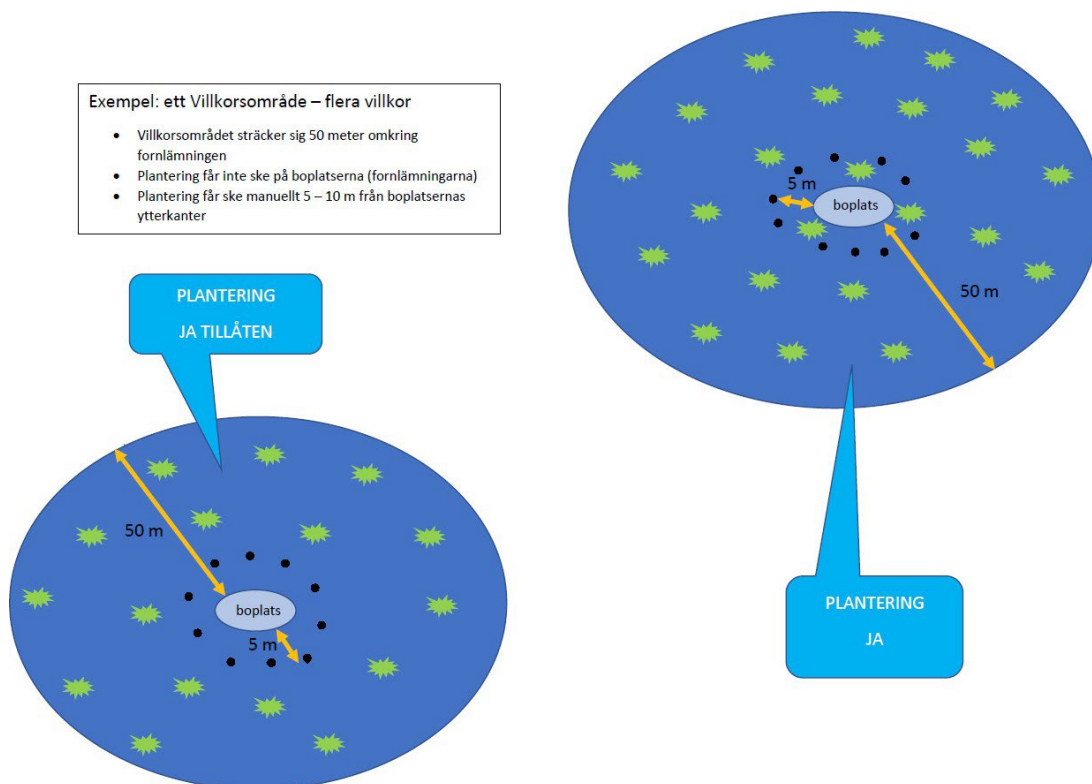 Exempel: ett Villkorsområde – flera villkor
• Villkorsområdet sträcker sig 50 meter omkring
fornlämningen
• Plantering får inte ske på boplatserna (fornlämningarna)
• Plantering får ske manuellt 5 – 10 m från boplatsernas
ytterkanter
5 m
boplats
50 m
PLANTERING
JA TILLÅTEN
50 m
boplats
5 m
PLANTERING
JA